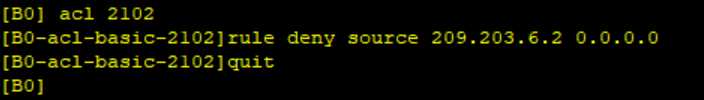 [B0] acl 2102
[B0-acl-basic-2102]rule deny source 209.203.6.2 0.0.0.0
[B0-acl-basic-2102]quit
[B0]